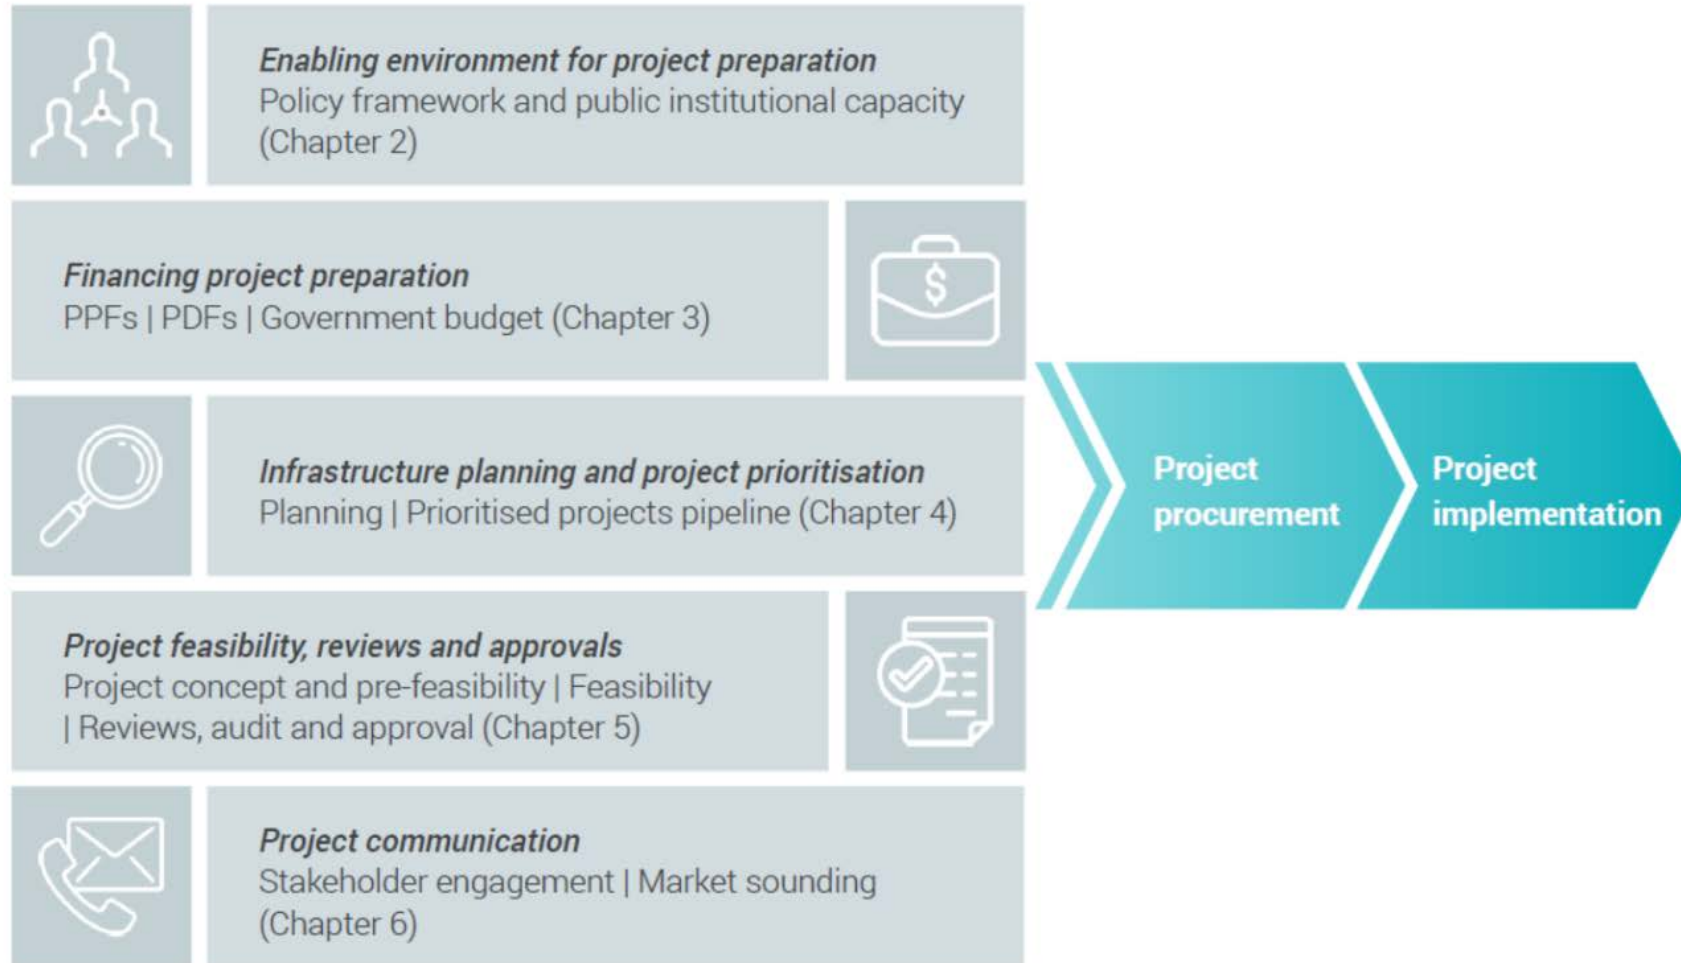 Enabling environment for project preparation
Policy framework and public institutional capacity
(Chapter 2)
Financing project preparation
PPFs | PDFs | Government budget (Chapter 3)
Infrastructure planning and project prioritisation
Planning | Prioritised projects pipeline (Chapter 4)
Project feasibility, reviews and approvals
Project concept and pre-feasibility | Feasibility
| Reviews, audit and approval (Chapter 5)
Project communication
Stakeholder engagement | Market sounding
(Chapter 6)
Project
procurement
Project
implementation
$